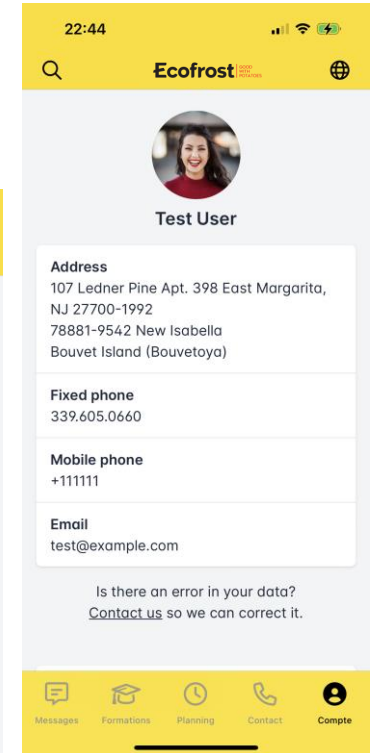 22:44
Ecofrost GOOD WITH POTATOES
Test User
Address
107 Ledner Pine Apt. 398 East Margarita,
NJ 27700-1992
78881-9542 New Isabella
Bouvet Island (Bouvetoya)
Fixed phone
339.605.0660
Mobile phone
+111111
Email
test@example.com
Is there an error in your data?
Contact us so we can correct it.
Messages Formations Planning Contact Compte